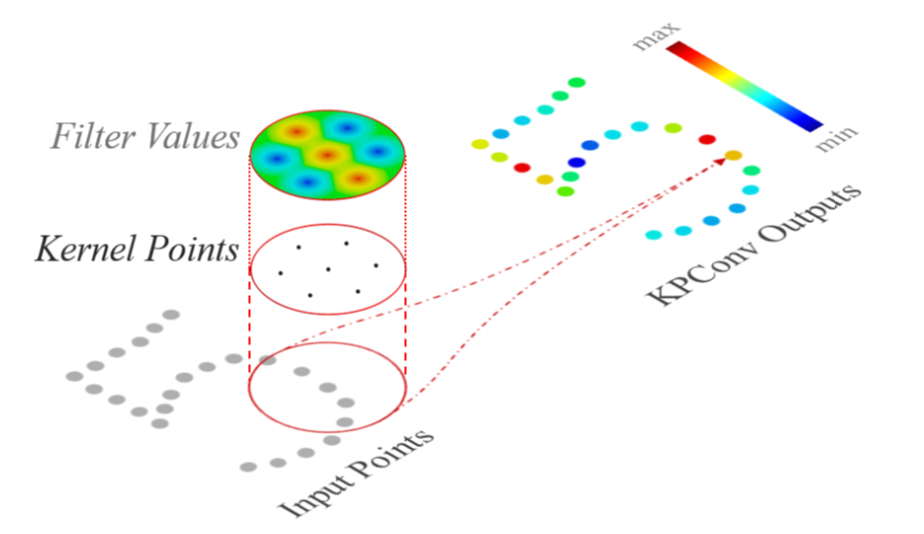 max
min
Filter Values
Kernel Points
KPConv Outputs
Input Points